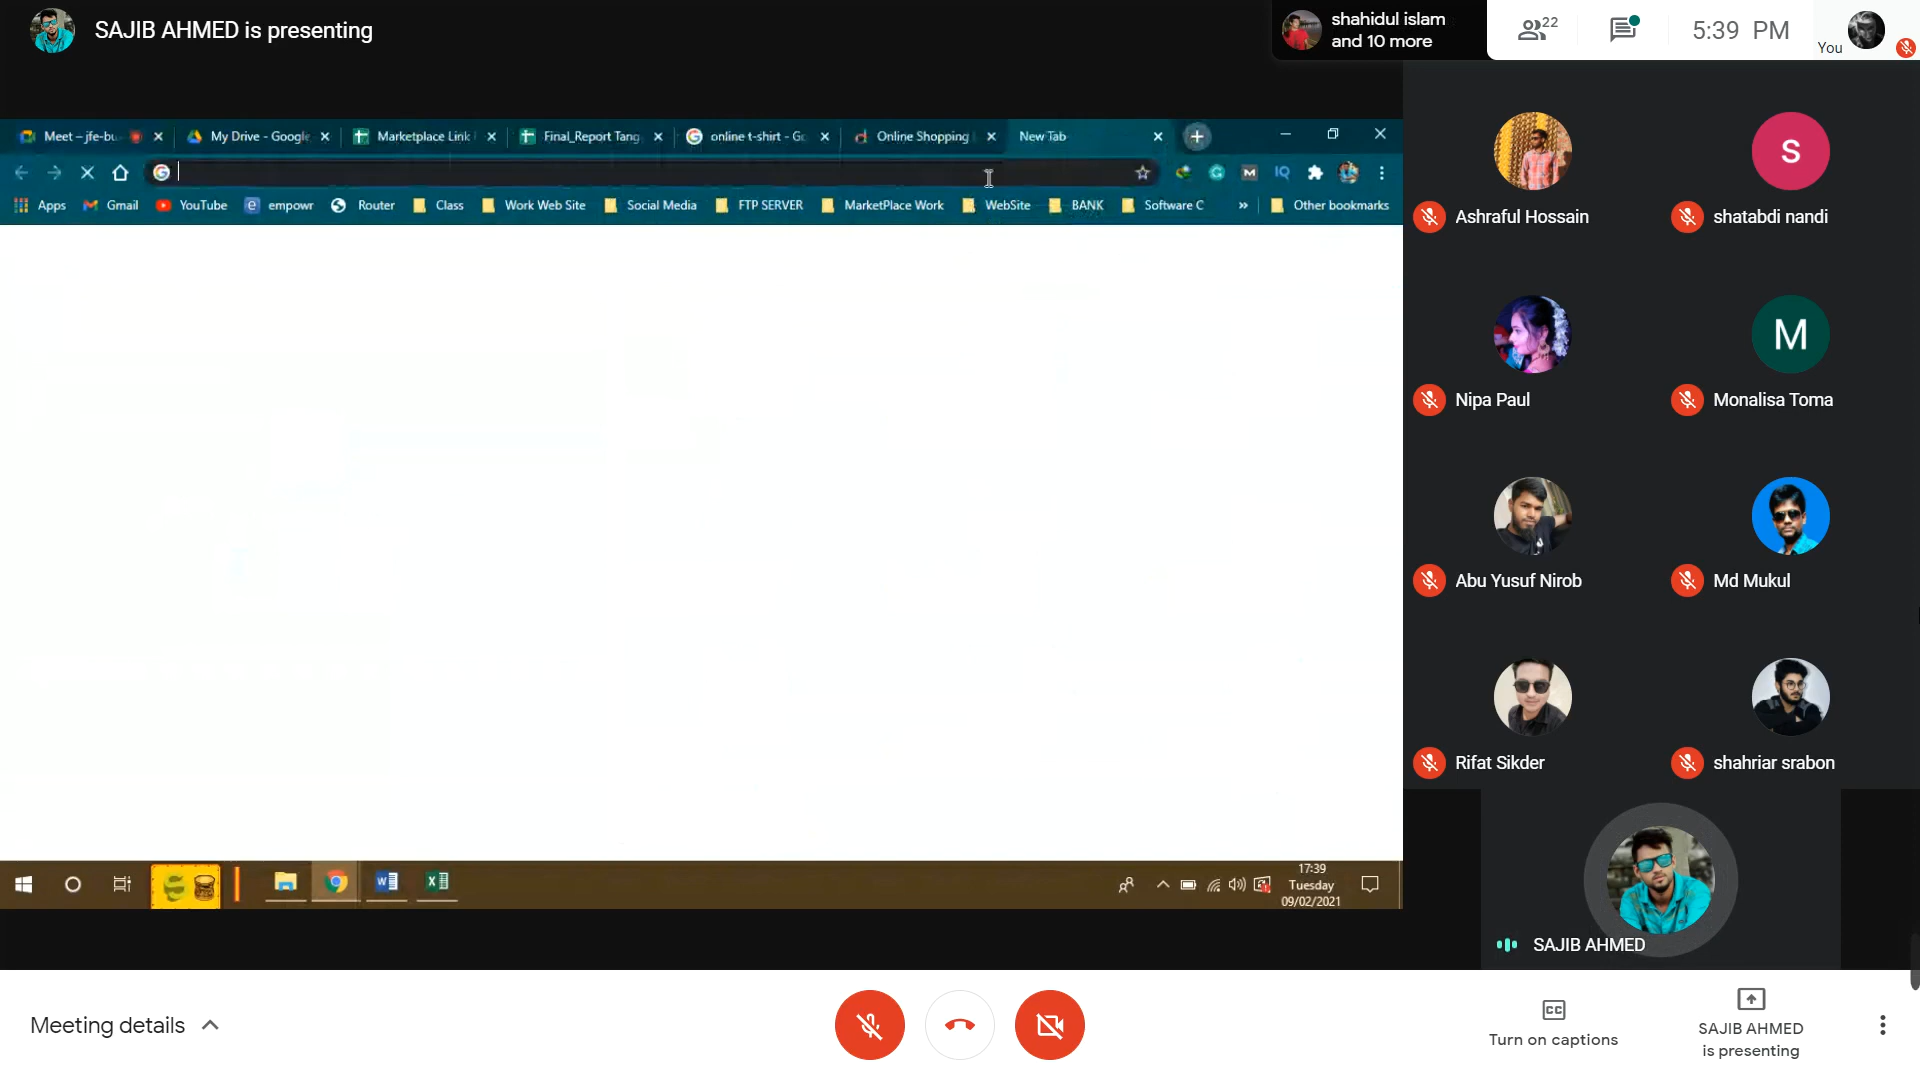 SAJIB AHMED is presenting
shahidul islam
and 10 more
22
5:39 PM
You
Meet – jfe-bu
My Drive - Google
Marketplace Link
Final_Report Tang
online t-shirt - Go
Online Shopping
New Tab
Apps
Gmail
YouTube
empowr
Router
Class
Work Web Site
Social Media
FTP SERVER
MarketPlace Work
WebSite
BANK
Software C
Other bookmarks
Ashraful Hossain
S
shatabdi nandi
Nipa Paul
M
Monalisa Toma
Abu Yusuf Nirob
Md Mukul
Rifat Sikder
shahriar srabon
SAJIB AHMED
17:39
Tuesday
09/02/2021
Meeting details
Turn on captions
SAJIB AHMED
is presenting